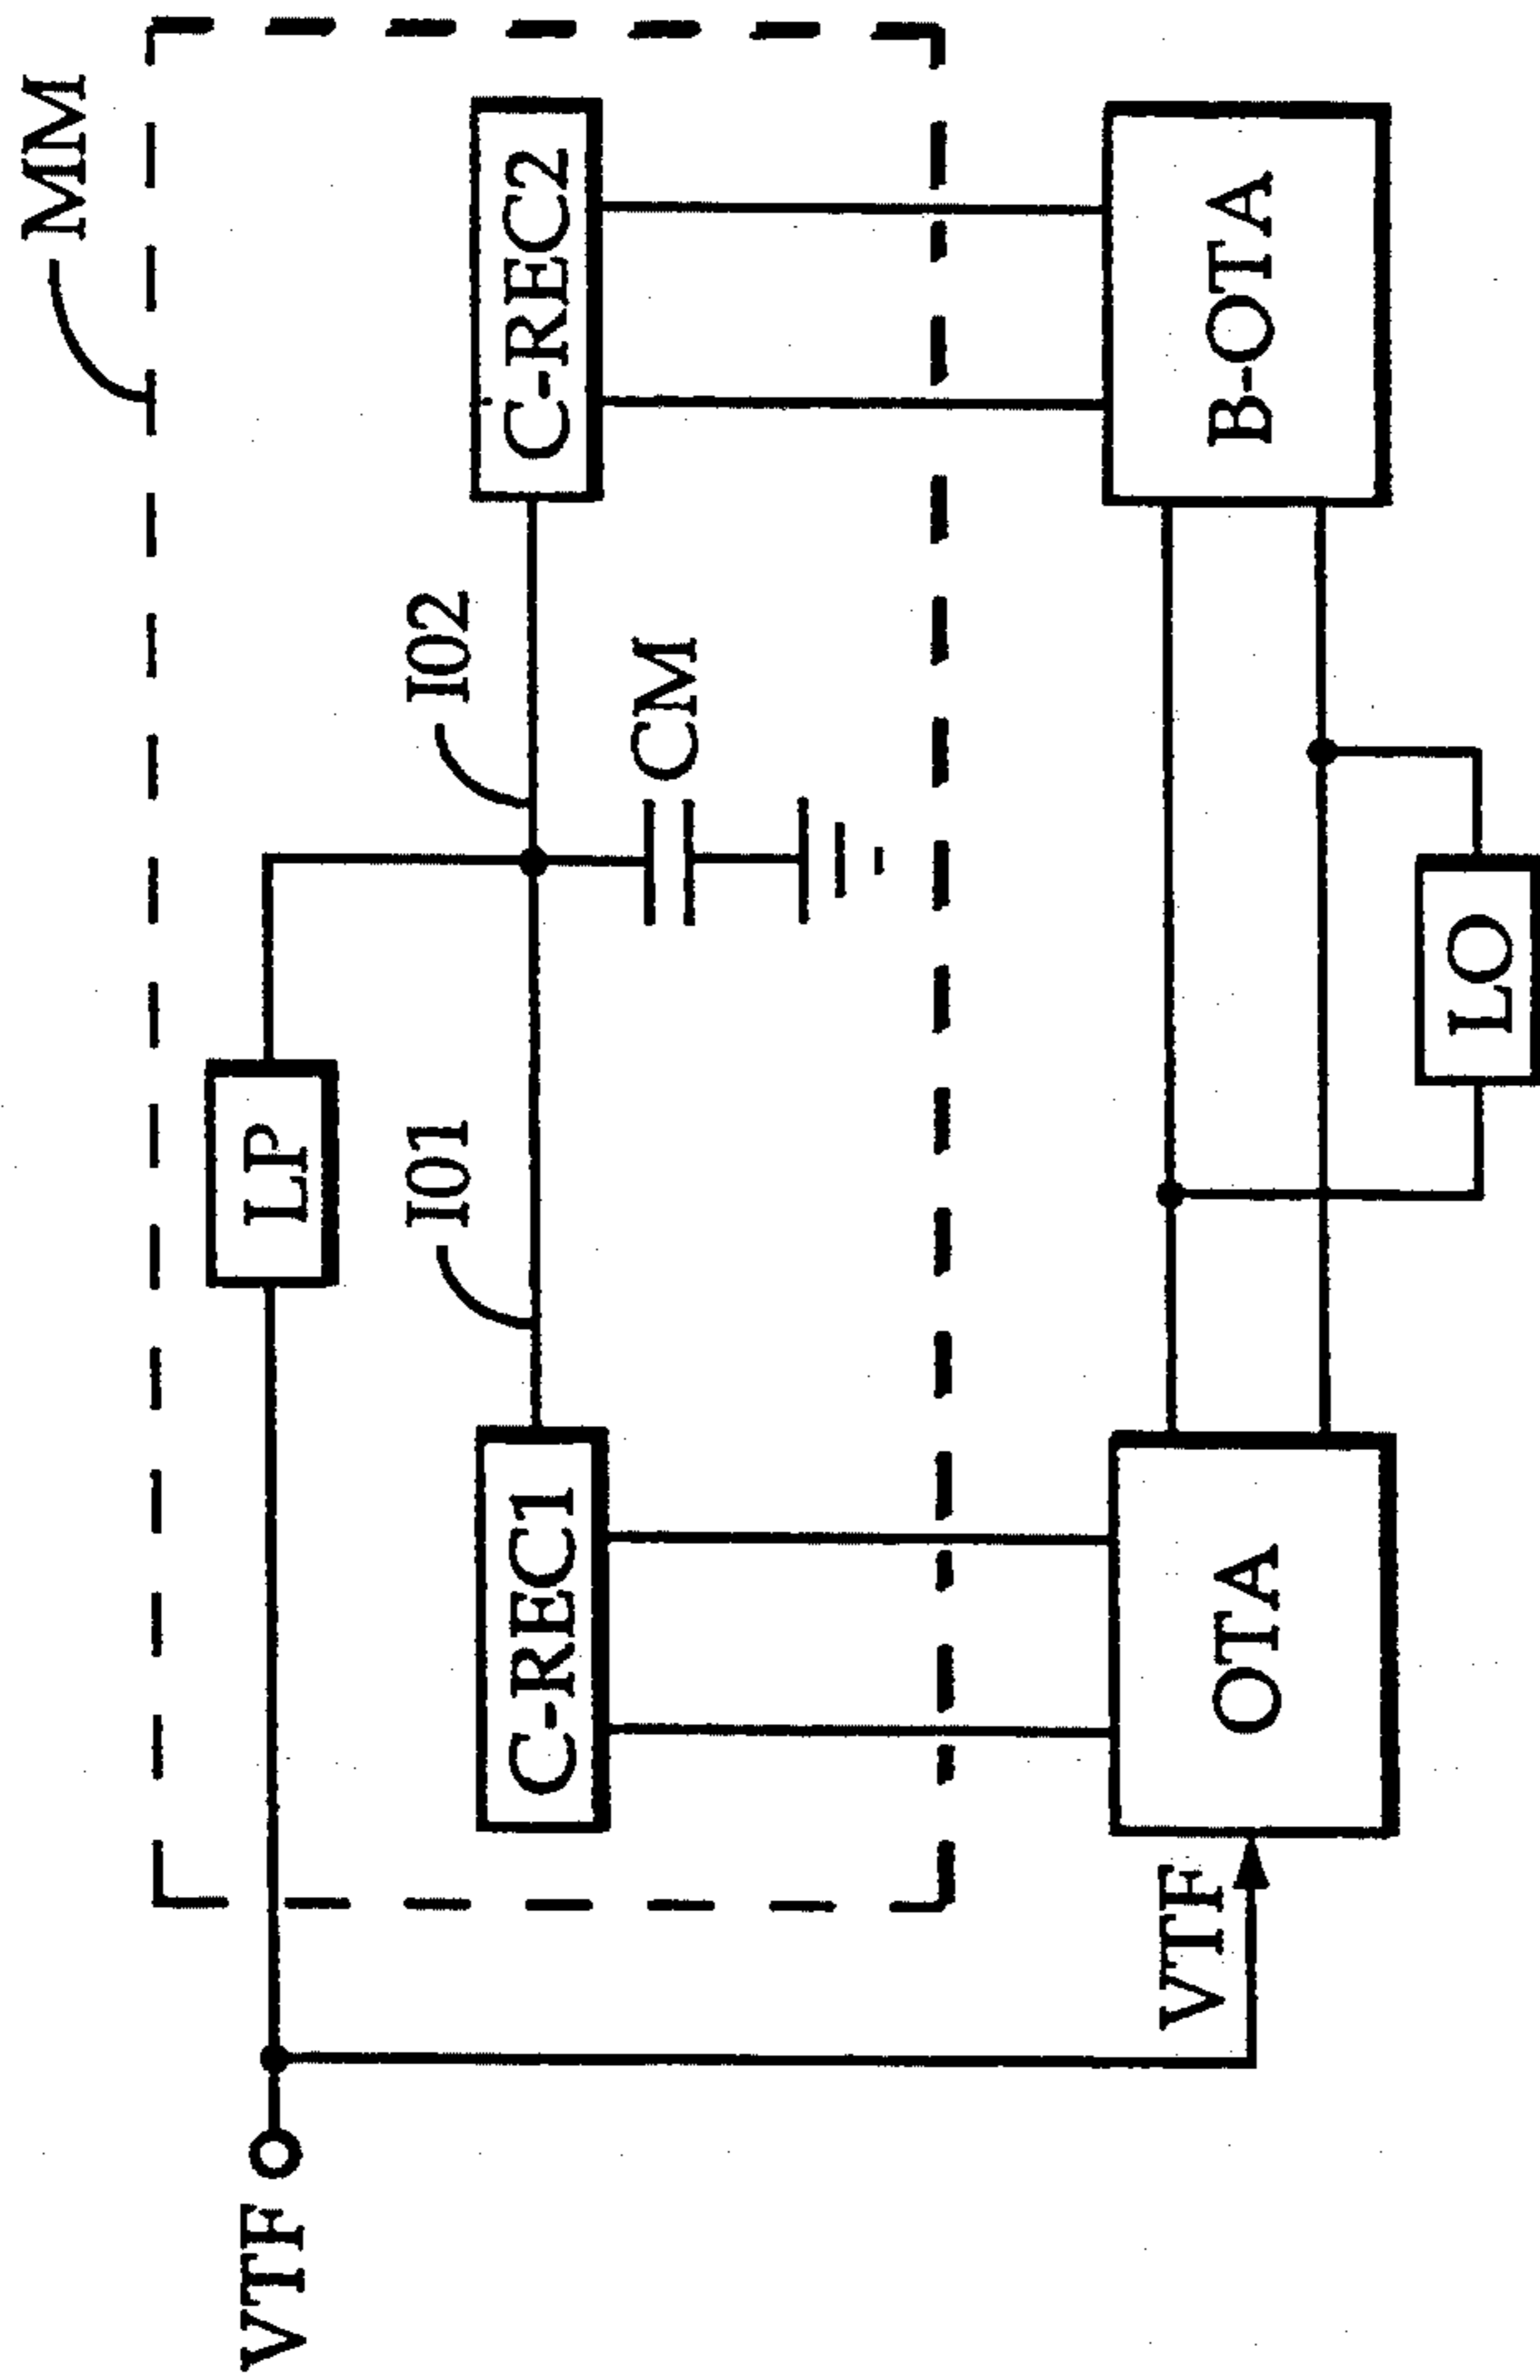 MM
LP
I01
I02
C-REC1
C-REC2
CM
VTF
VTF
OTA
B-OTA
LO